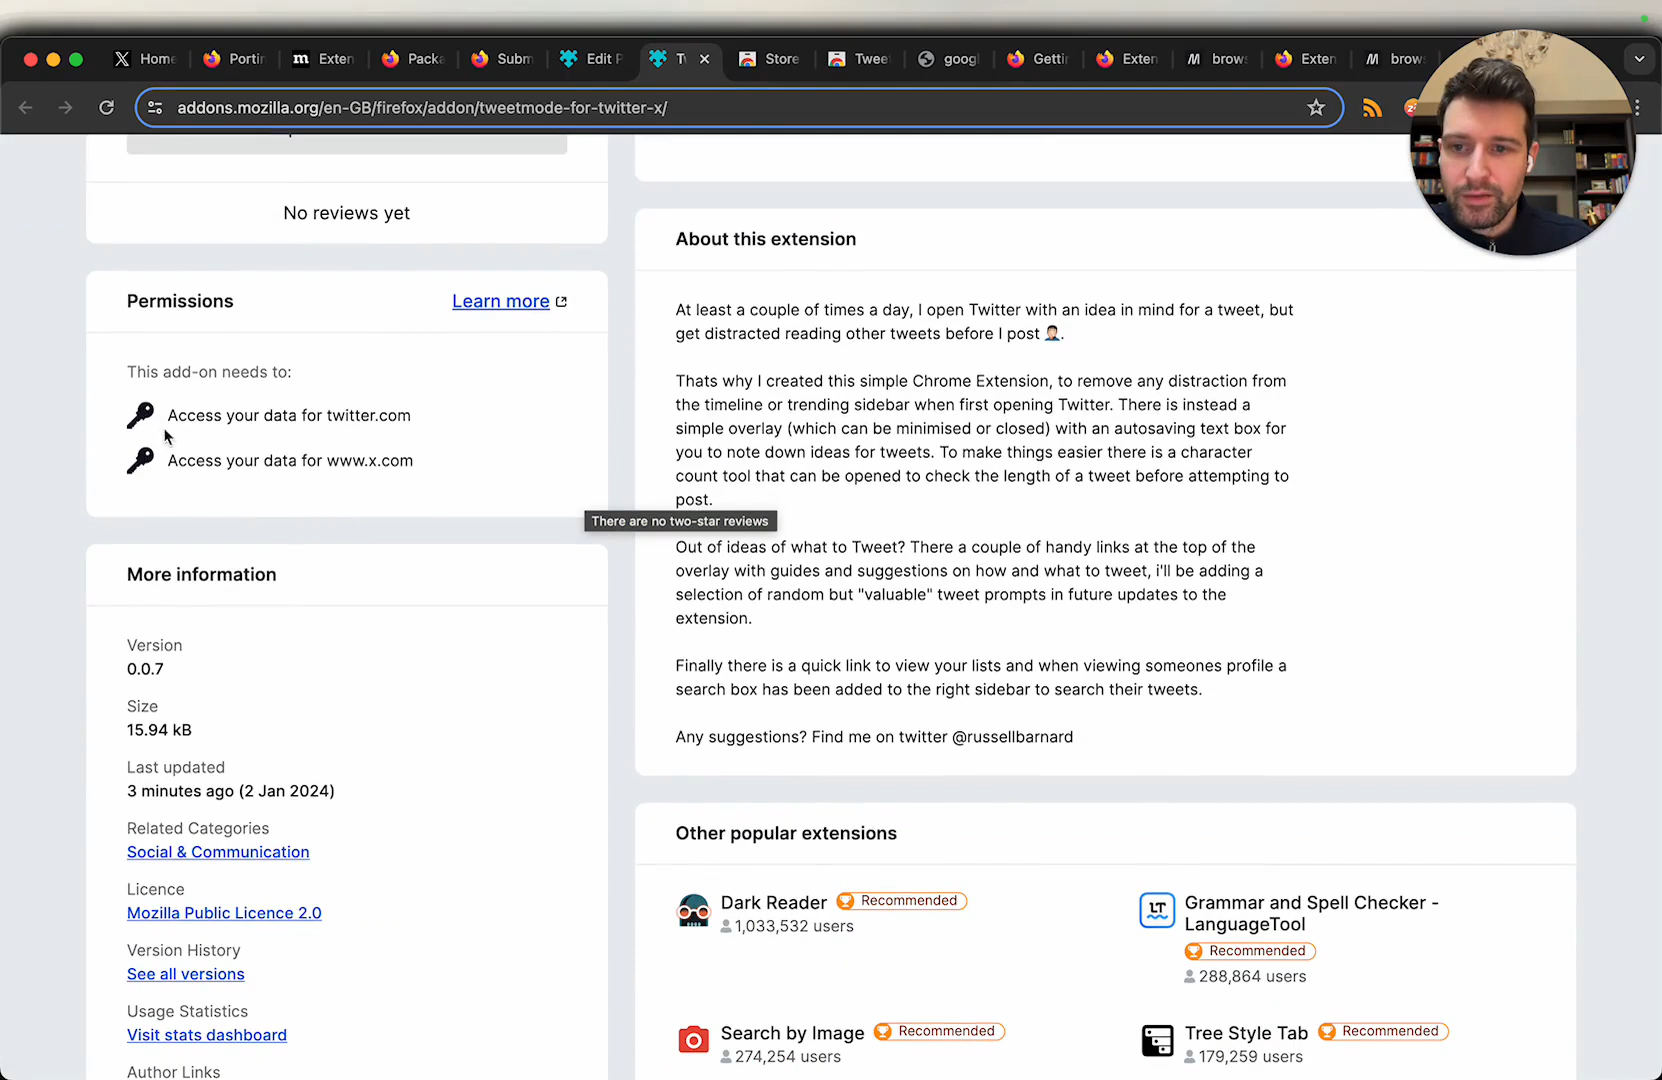 Home
Portin
Exten
Packa
Subm
Edit P
T
Store
Tweet
googl
Gettin
Exten
brows
Exten
brows
addons.mozilla.org/en-GB/firefox/addon/tweetmode-for-twitter-x/
No reviews yet
Permissions
Learn more
This add-on needs to:
Access your data for twitter.com
Access your data for www.x.com
There are no two-star reviews
More information
Version
0.0.7
Size
15.94 kB
Last updated
3 minutes ago (2 Jan 2024)
Related Categories
Social & Communication
Licence
Mozilla Public Licence 2.0
Version History
See all versions
Usage Statistics
Visit stats dashboard
Author Links
About this extension
At least a couple of times a day, I open Twitter with an idea in mind for a tweet, but
get distracted reading other tweets before I post 🤦🏻‍♂️.
Thats why I created this simple Chrome Extension, to remove any distraction from
the timeline or trending sidebar when first opening Twitter. There is instead a
simple overlay (which can be minimised or closed) with an autosaving text box for
you to note down ideas for tweets. To make things easier there is a character
count tool that can be opened to check the length of a tweet before attempting to
post.
Out of ideas of what to Tweet? There a couple of handy links at the top of the
overlay with guides and suggestions on how and what to tweet, i'll be adding a
selection of random but "valuable" tweet prompts in future updates to the
extension.
Finally there is a quick link to view your lists and when viewing someones profile a
search box has been added to the right sidebar to search their tweets.
Any suggestions? Find me on twitter @russellbarnard
Other popular extensions
Dark Reader
Recommended
1,033,532 users
LT
Grammar and Spell Checker -
LanguageTool
Recommended
288,864 users
Search by Image
Recommended
274,254 users
Tree Style Tab
Recommended
179,259 users